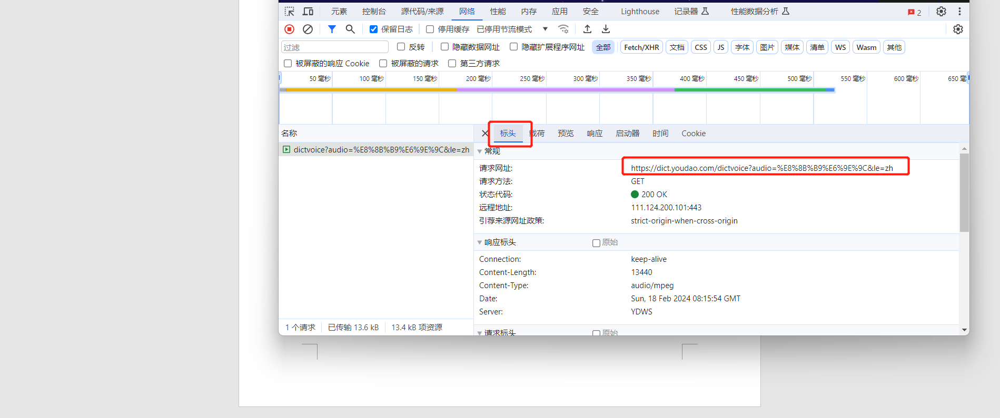 元素 控制台 源代码/来源 网络 性能 内存 应用 安全 Lighthouse 记录器 性能数据分析 2
保留日志 停用缓存 已停用节流模式
过滤 反转 隐藏数据网址 隐藏扩展程序网址 全部 Fetch/XHR 文档 CSS JS 字体 图片 媒体 清单 WS Wasm 其他
被屏蔽的响应 Cookie 被屏蔽的请求 第三方请求
50 毫秒 100 毫秒 150 毫秒 200 毫秒 250 毫秒 300 毫秒 350 毫秒 400 毫秒 450 毫秒 500 毫秒 550 毫秒 600 毫秒 650 毫
名称 标头 载荷 预览 响应 启动器 时间 Cookie
dictvoice?audio=%E8%8B%B9%E6%9E%9C&le=zh
常规
请求网址: https://dict.youdao.com/dictvoice?audio=%E8%8B%B9%E6%9E%9C&le=zh
请求方法: GET
状态代码: 200 OK
远程地址: 111.124.200.101:443
引荐来源网址政策: strict-origin-when-cross-origin
响应标头 原始
Connection: keep-alive
Content-Length: 13440
Content-Type: audio/mpeg
Date: Sun, 18 Feb 2024 08:15:54 GMT
Server: YDWS
1 个请求 已传输 13.6 kB 13.4 kB 项资源
请求标头 原始